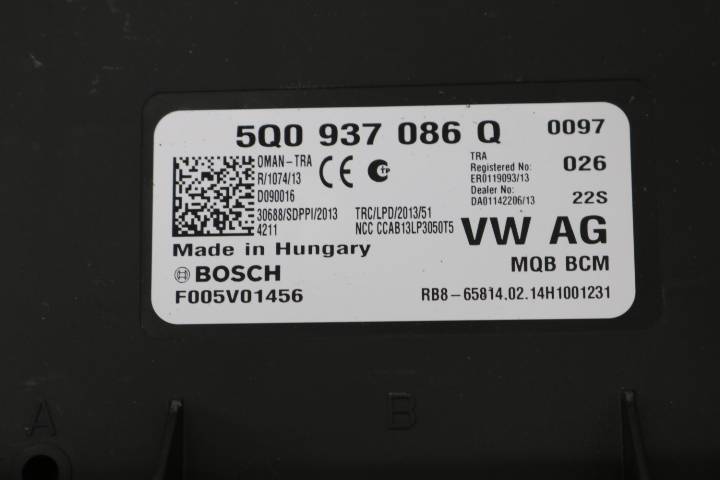 5Q0 937 086 Q 0097
OMAN-TRA
R/1074/13
D090016
30688/SDPPI/2013
4211
CE
TRC/LPD/2013/51
NCC CCAB13LP3050T5
TRA
Registered No:
ER0119093/13
Dealer No:
DA01142206/13
026
22S
VW AG
Made in Hungary
BOSCH
F005V01456
MQB BCM
RB8-65814.02.14H1001231
A
B